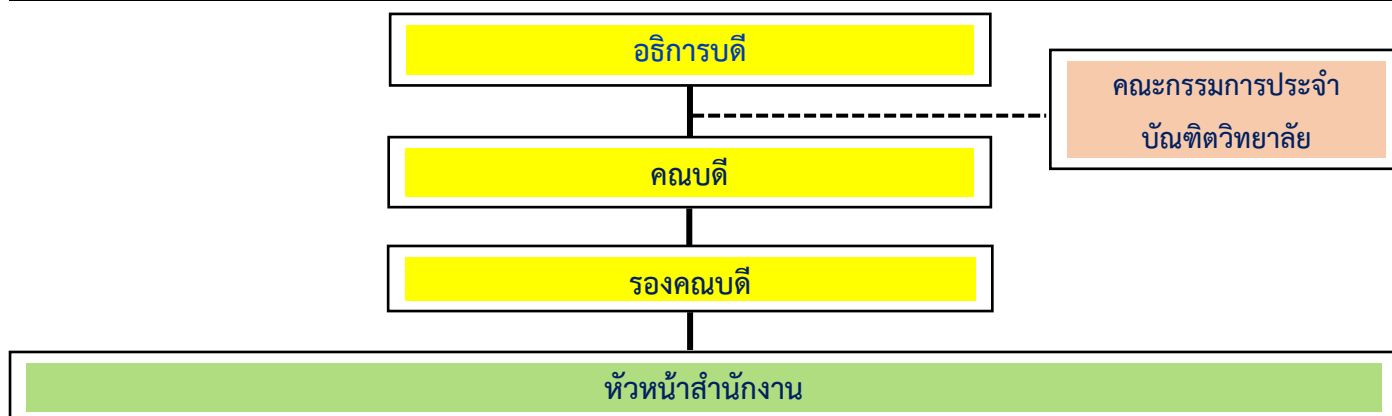 อธิการบดี
คณะกรรมการประจำ
บัณฑิตวิทยาลัย
คณบดี
รองคณบดี
หัวหน้าสำนักงาน